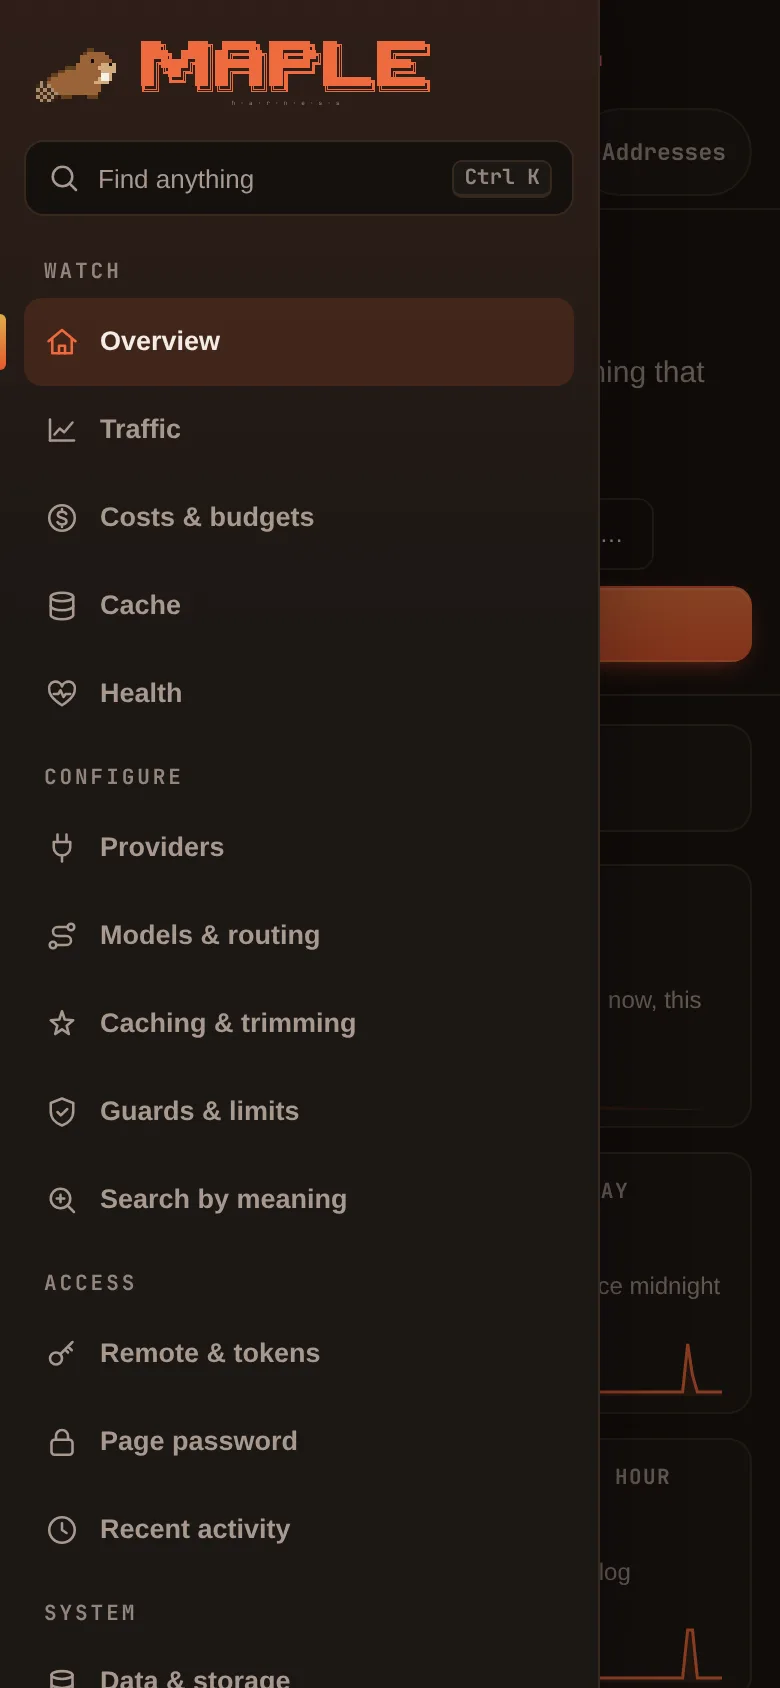 MAPLE
harness
Addresses
Find anything
Ctrl K
WATCH
Overview
Traffic
Costs & budgets
Cache
Health
CONFIGURE
Providers
Models & routing
Caching & trimming
Guards & limits
Search by meaning
ACCESS
Remote & tokens
Page password
Recent activity
SYSTEM
Data & storage
hing that
...
now, this
AY
ce midnight
HOUR
log